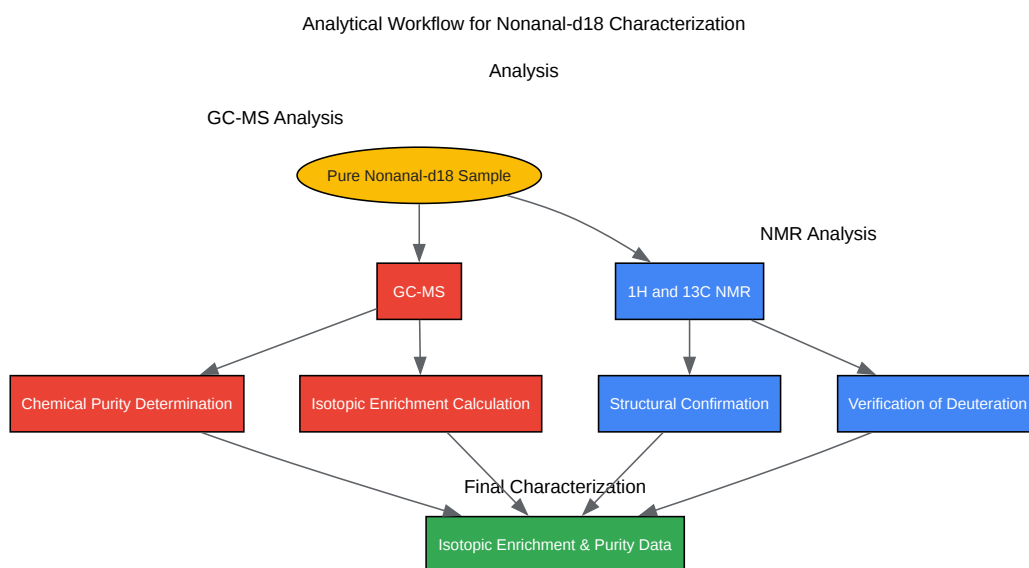 Analytical Workflow for Nonanal-d18 Characterization
Analysis
GC-MS Analysis
Pure Nonanal-d18 Sample
NMR Analysis
GC-MS
1H and 13C NMR
Chemical Purity Determination
Isotopic Enrichment Calculation
Structural Confirmation
Verification of Deuteration
Final Characterization
Isotopic Enrichment & Purity Data